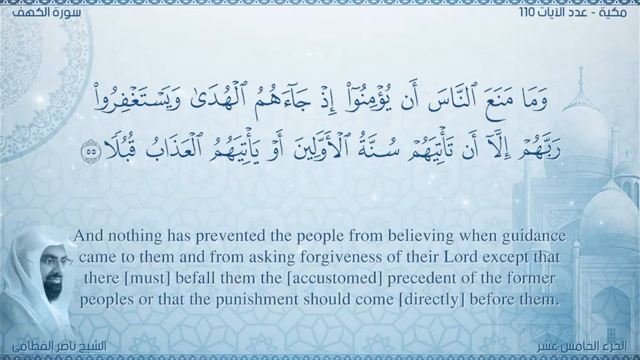 مكية - عدد الآيات 110
سورة الكهف
وَمَا مَنَعَ ٱلنَّاسَ أَن يُؤْمِنُوٓا۟ إِذْ جَآءَهُمُ ٱلْهُدَىٰ وَيَسْتَغْفِرُوا۟
رَبَّهُمْ إِلَّآ أَن تَأْتِيَهُمْ سُنَّةُ ٱلْأَوَّلِينَ أَوْ يَأْتِيَهُمُ ٱلْعَذَابُ قُبُلًا ٥٥
And nothing has prevented the people from believing when guidance
came to them and from asking forgiveness of their Lord except that
there [must] befall them the [accustomed] precedent of the former
peoples or that the punishment should come [directly] before them.
الجزء الخامس عشر
الشيخ ناصر القطامي